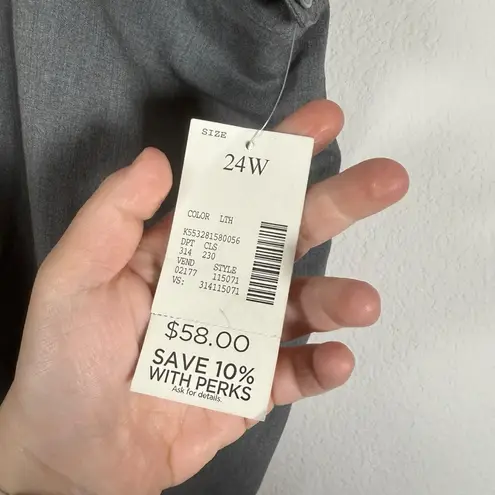 SIZE
24W
COLOR LTH
K553281580056
DPT CLS
314 230
VEND STYLE
02177 115071
VS: 314115071
$58.00
SAVE 10%
WITH PERKS
Ask for details.